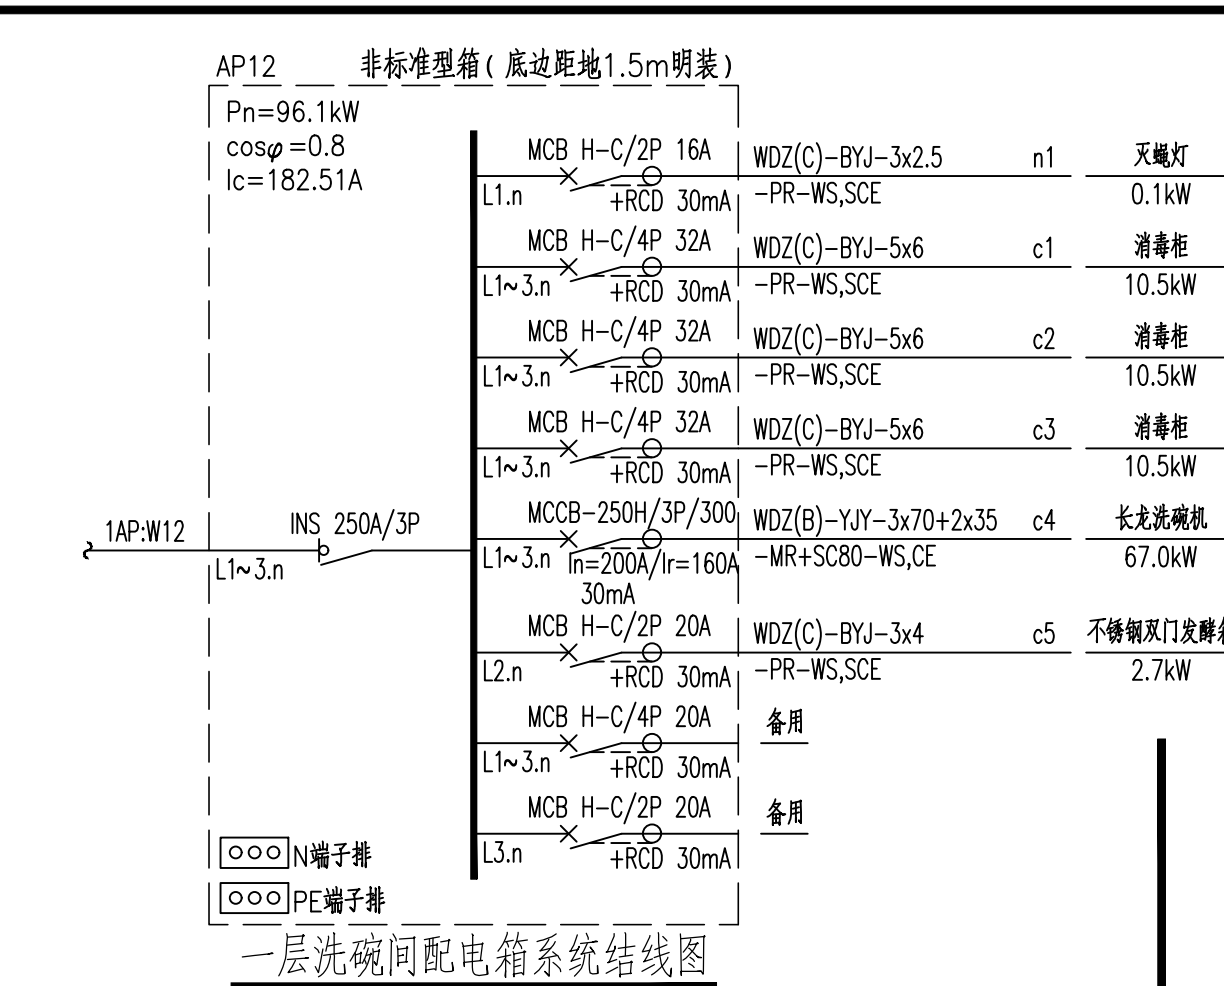 AP12 非标准型箱( 底边距地1.5m明装)
Pn=96.1kW
cosφ=0.8
Ic=182.51A
MCB H-C/2P 16A WDZ(C)-BYJ-3x2.5 n1 灭蝇灯
L1.n +RCD 30mA -PR-WS,SCE 0.1kW
MCB H-C/4P 32A WDZ(C)-BYJ-5x6 c1 消毒柜
L1~3.n +RCD 30mA -PR-WS,SCE 10.5kW
MCB H-C/4P 32A WDZ(C)-BYJ-5x6 c2 消毒柜
L1~3.n +RCD 30mA -PR-WS,SCE 10.5kW
MCB H-C/4P 32A WDZ(C)-BYJ-5x6 c3 消毒柜
L1~3.n +RCD 30mA -PR-WS,SCE 10.5kW
1AP:W12 INS 250A/3P MCCB-250H/3P/300 WDZ(B)-YJY-3x70+2x35 c4 长龙洗碗机
L1~3.n L1~3.n In=200A/Ir=160A -MR+SC80-WS,CE 67.0kW
30mA
MCB H-C/2P 20A WDZ(C)-BYJ-3x4 c5 不锈钢双门发酵
L2.n +RCD 30mA -PR-WS,SCE 2.7kW
MCB H-C/4P 20A 备用
L1~3.n +RCD 30mA
MCB H-C/2P 20A 备用
L3.n +RCD 30mA
N端子排
PE端子排
一层洗碗间配电箱系统结线图